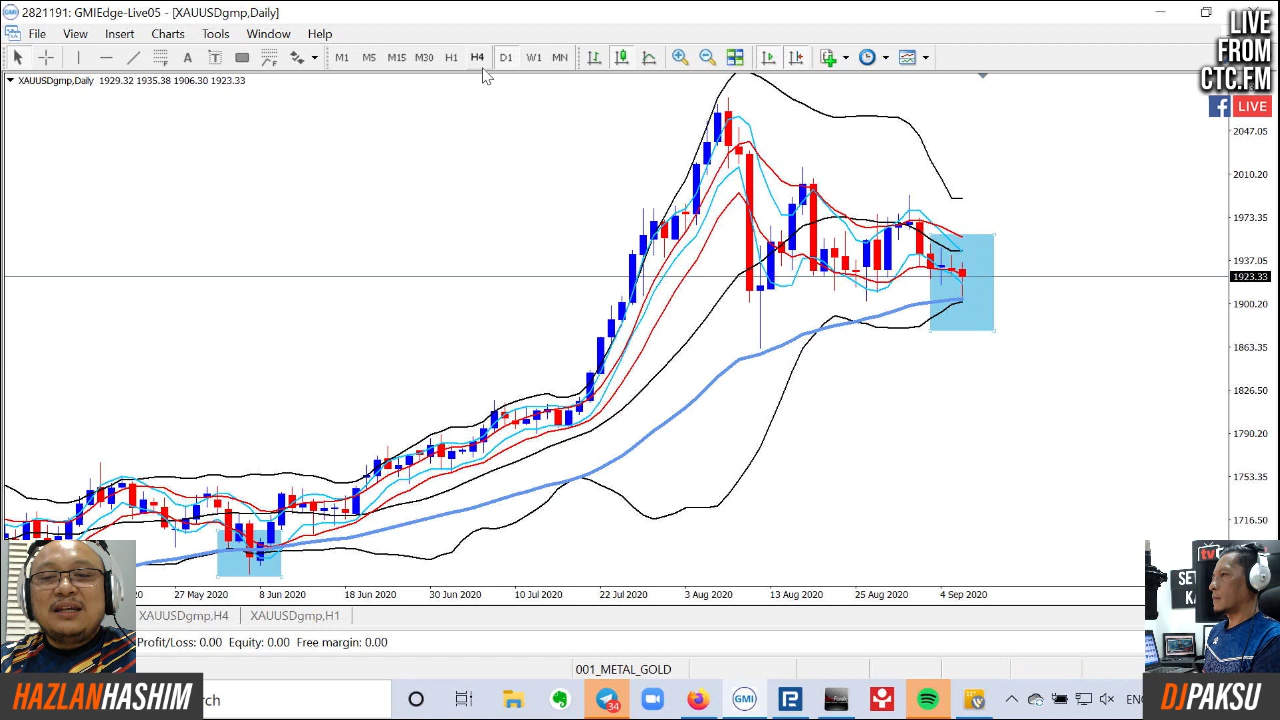 2821191: GMIEdge-Live05 - [XAUUSDgmp,Daily]
LIVE
FROM
CTC.FM
f LIVE
File View Insert Charts Tools Window Help
A T M1 M5 M15 M30 H1 H4 D1 W1 MN
XAUUSDgmp,Daily 1929.32 1935.38 1906.30 1923.33
2047.05
2010.20
1973.35
1937.05
1923.33
1900.20
1863.35
1826.50
1790.20
1753.35
1716.50
27 May 2020 8 Jun 2020 18 Jun 2020 30 Jun 2020 10 Jul 2020 22 Jul 2020 3 Aug 2020 13 Aug 2020 25 Aug 2020 4 Sep 2020
XAUUSDgmp,H4 XAUUSDgmp,H1
Profit/Loss: 0.00 Equity: 0.00 Free margin: 0.00
001_METAL_GOLD
rch
34
GMI
HAZLANHASHIM
DJPAKSU